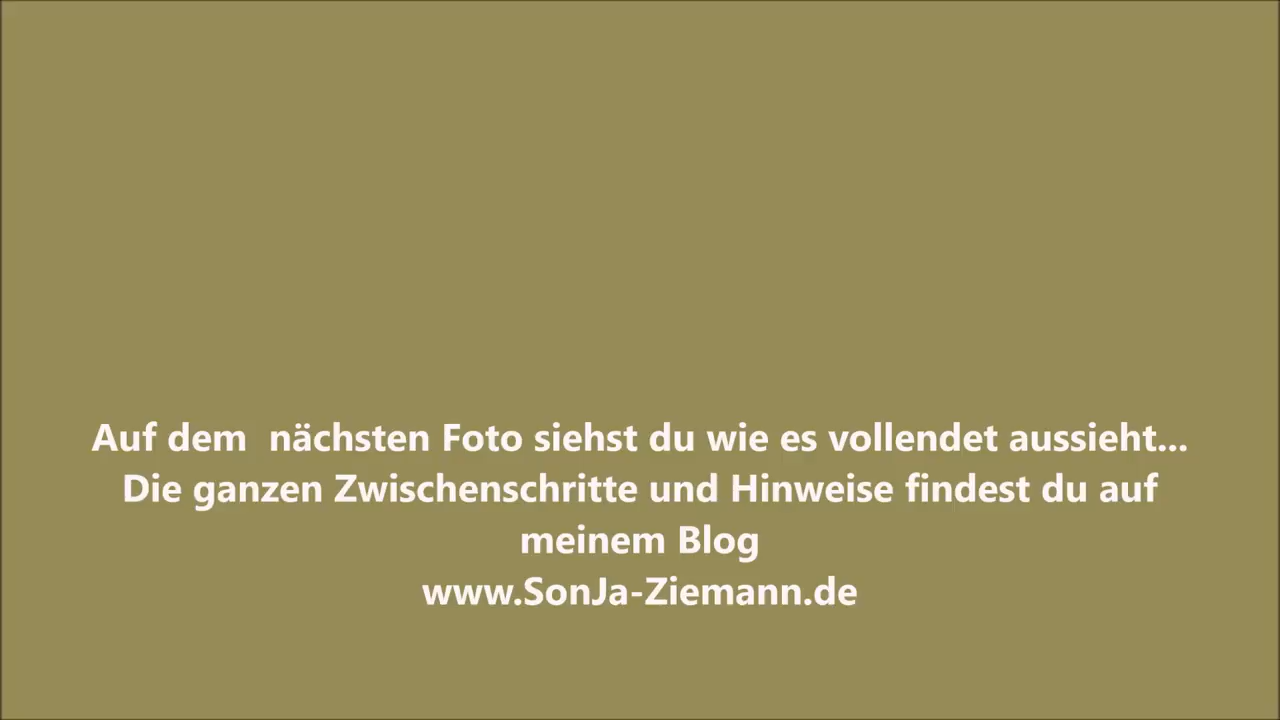 Auf dem  nächsten Foto siehst du wie es vollendet aussieht...
Die ganzen Zwischenschritte und Hinweise findest du auf
meinem Blog
www.SonJa-Ziemann.de